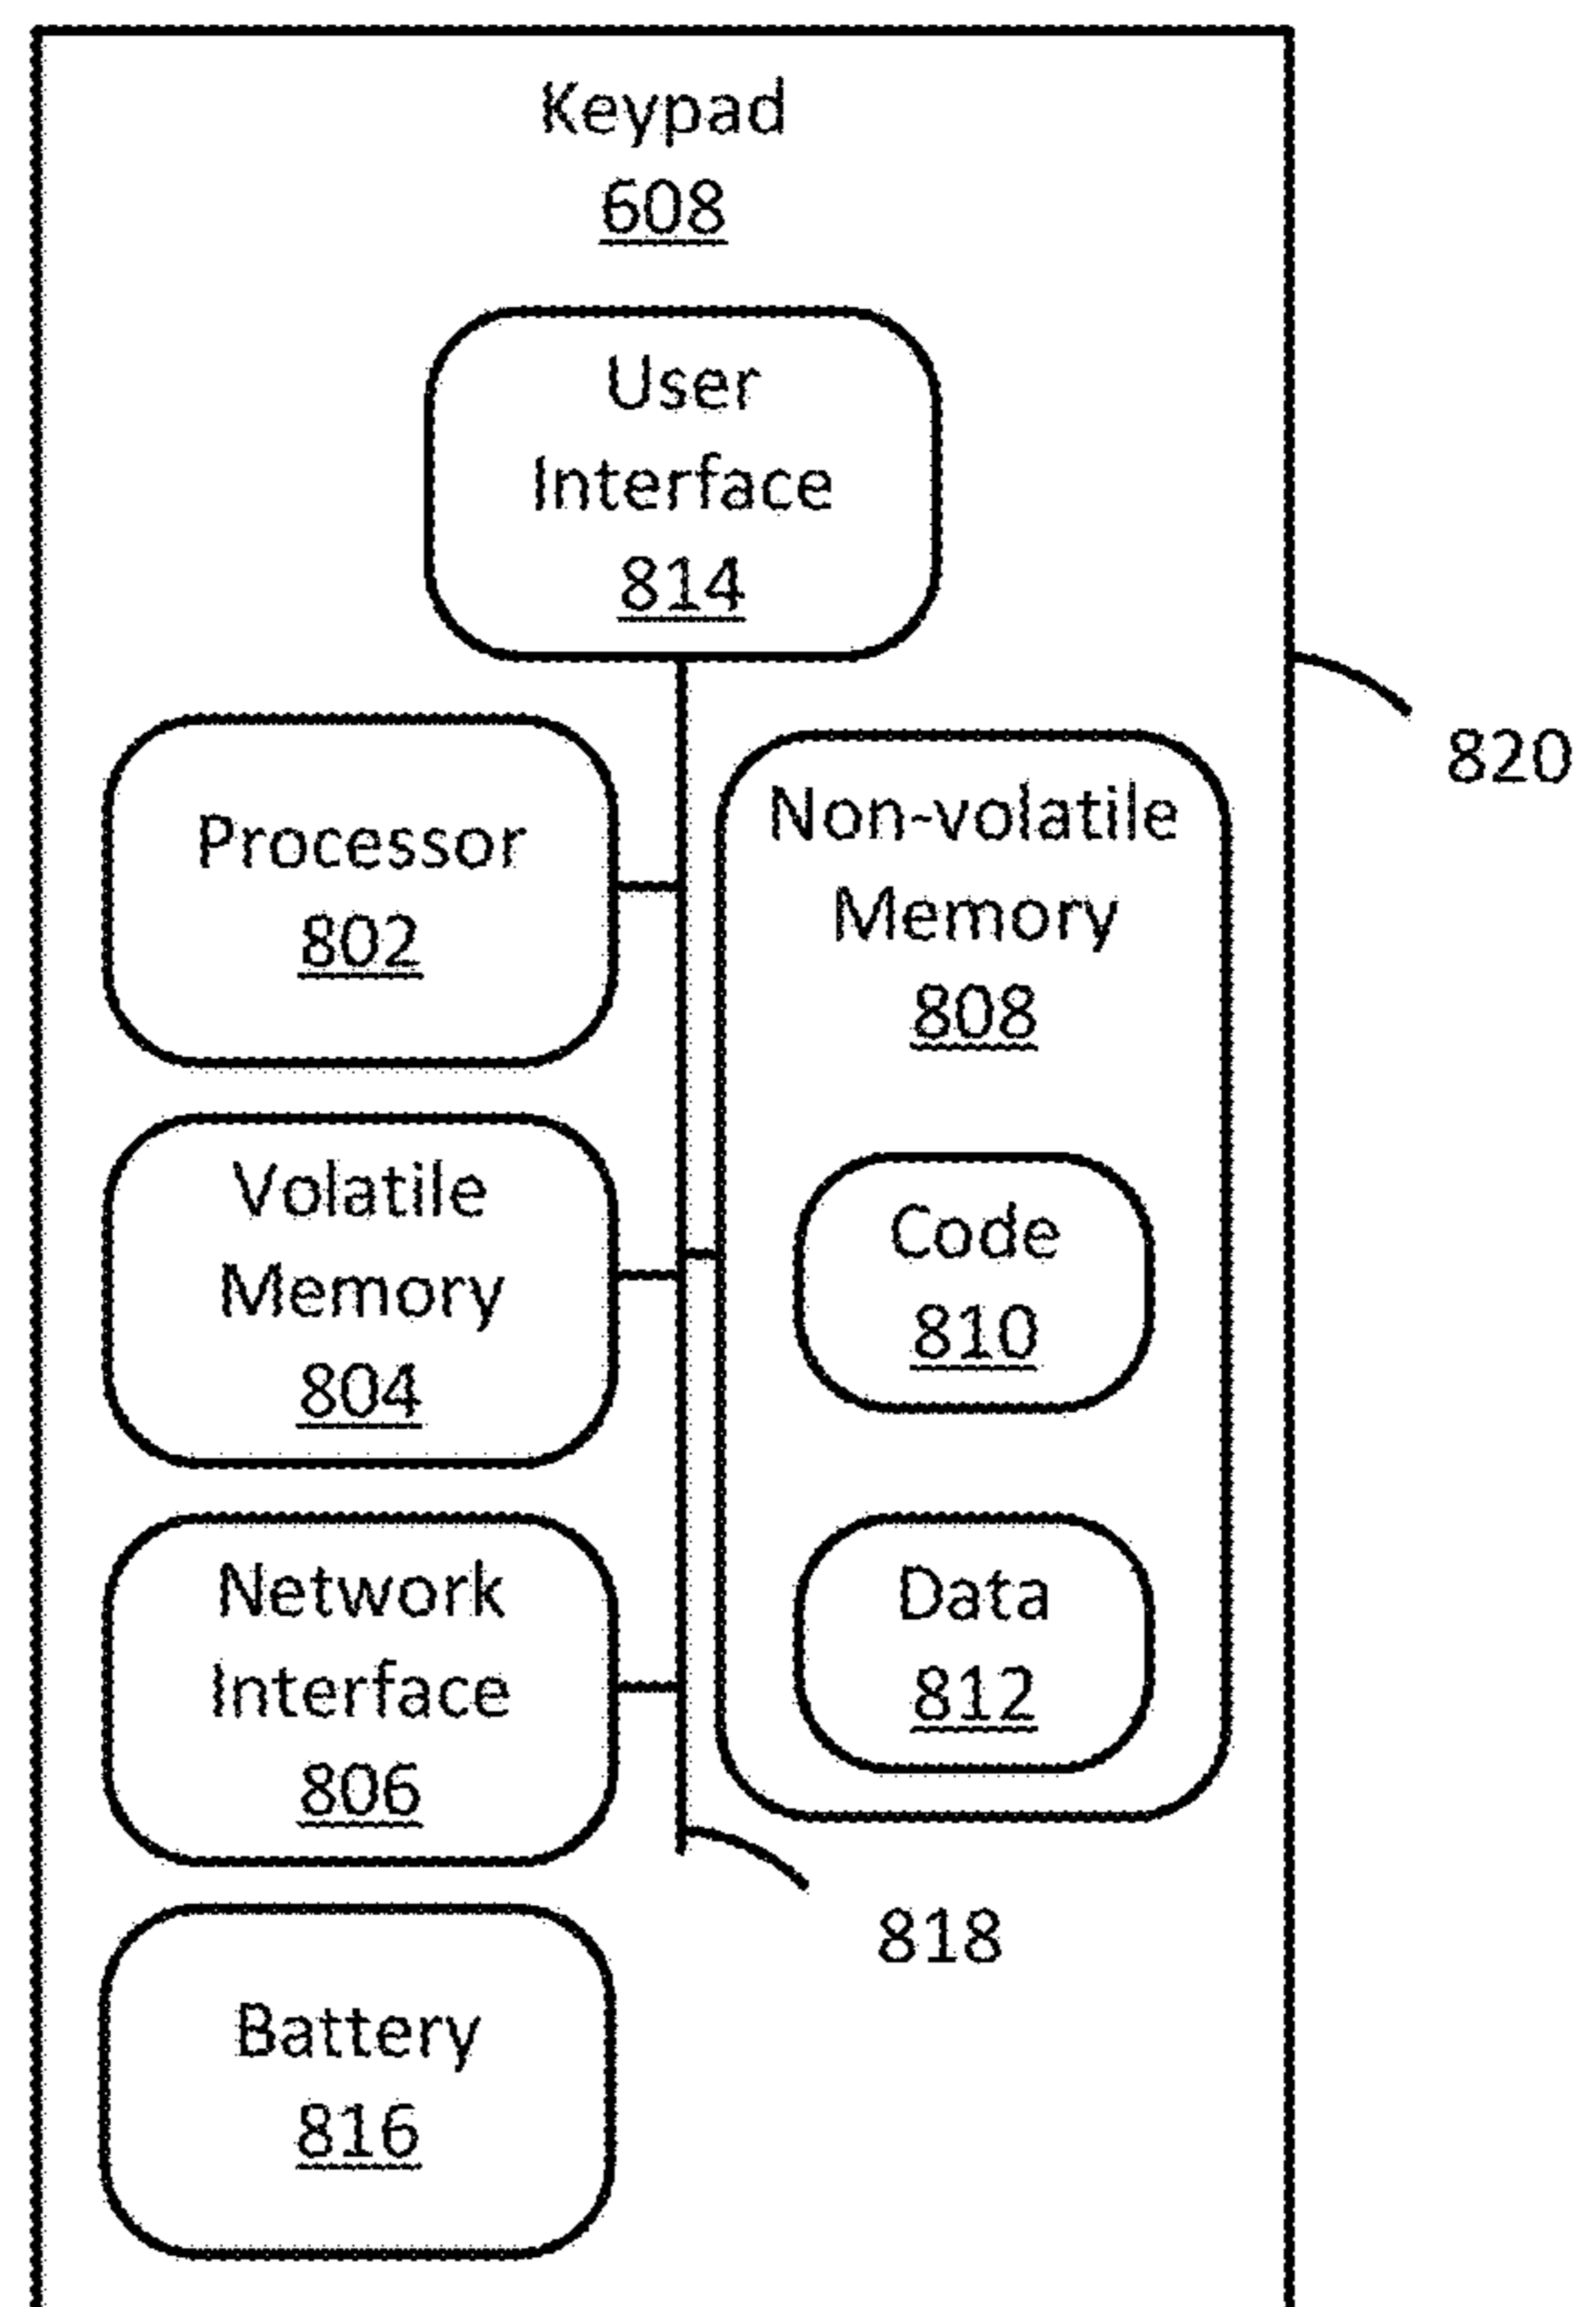 Keypad
608
User
Interface
814
820
Processor
802
Non-volatile
Memory
808
Volatile
Memory
804
Code
810
Network
Interface
806
Data
812
818
Battery
816